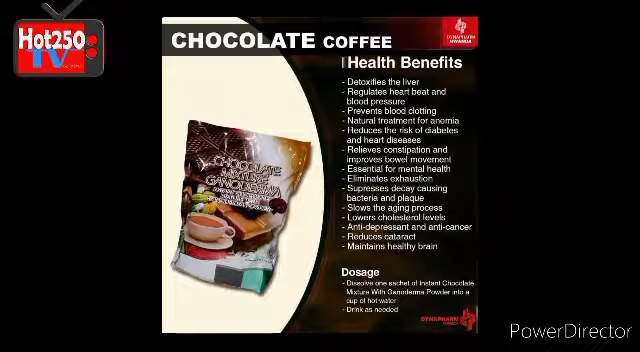 Hot250
TV
DYNAPHARM
RWANDA
CHOCOLATE COFFEE
Health Benefits
- Detoxifies the liver
- Regulates heart beat and
blood pressure
- Prevents blood clotting
- Natural treatment for anemia
- Reduces the risk of diabetes
and heart diseases
- Relieves constipation and
improves bowel movement
- Essential for mental health
- Eliminates exhaustion
- Supresses decay causing
bacteria and plaque
- Slows the aging process
- Lowers cholesterol levels
- Anti-depressant and anti-cancer
- Reduces cataract
- Maintains healthy brain
CHOCOLATE
MIXTURE
GANODERMA
Dosage
- Dissolve one sachet of Instant Chocolate
Mixture With Ganoderma Powder into a
cup of hot water
- Drink as needed
DYNAPHARM
PowerDirector